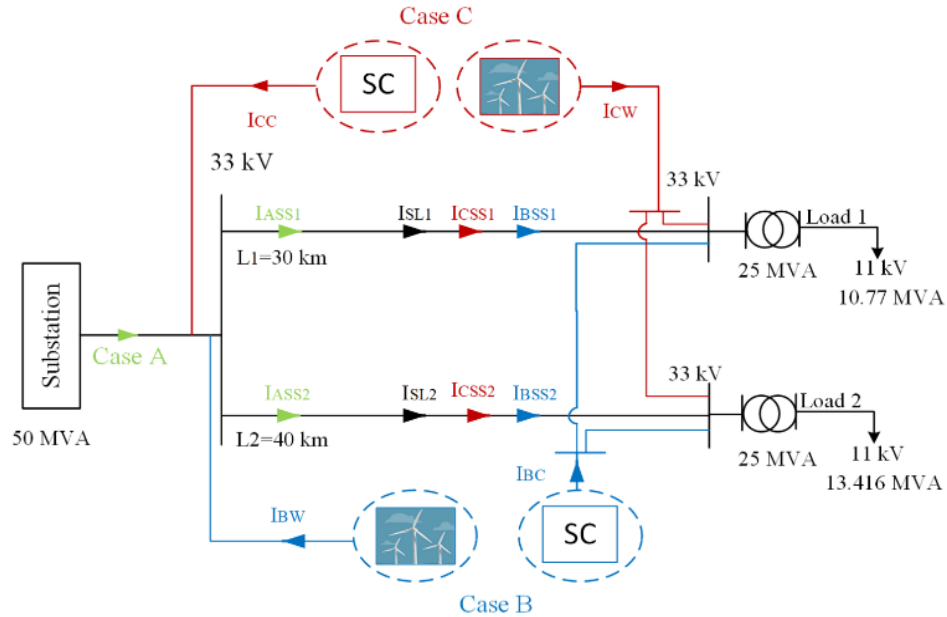 Case C
SC
ICC
ICW
33 kV
33 kV
IASS1
ISL1
ICSS1
IBSS1
Load 1
L1=30 km
25 MVA
11 kV
10.77 MVA
Substation
Case A
33 kV
IASS2
ISL2
ICSS2
IBSS2
Load 2
50 MVA
L2=40 km
25 MVA
11 kV
13.416 MVA
IBC
IBW
SC
Case B